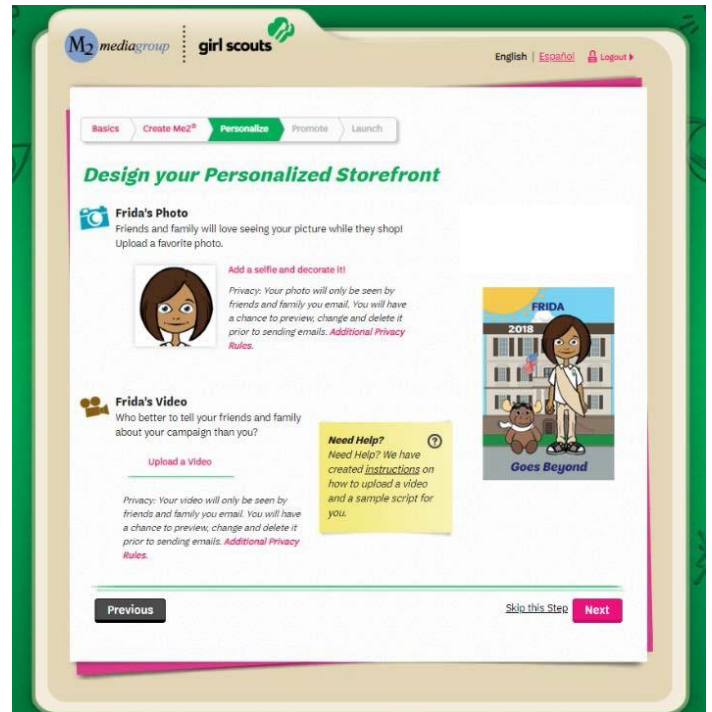 M2 mediagroup girl scouts
English | Español Logout
Basics Create Me2® Personalize Promote Launch
Design your Personalized Storefront
Frida's Photo
Friends and family will love seeing your picture while they shop!
Upload a favorite photo.
Add a selfie and decorate it!
Privacy: Your photo will only be seen by
friends and family you email. You will have
a chance to preview, change and delete it
prior to sending emails. Additional Privacy
Rules.
FRIDA
2018
Goes Beyond
Frida's Video
Who better to tell your friends and family
about your campaign than you?
Upload a Video
Privacy: Your video will only be seen by
friends and family you email. You will have
a chance to preview, change and delete it
prior to sending emails. Additional Privacy
Rules.
Need Help? ?
Need Help? We have
created instructions on
how to upload a video
and a sample script for
you.
Previous Skip this Step Next